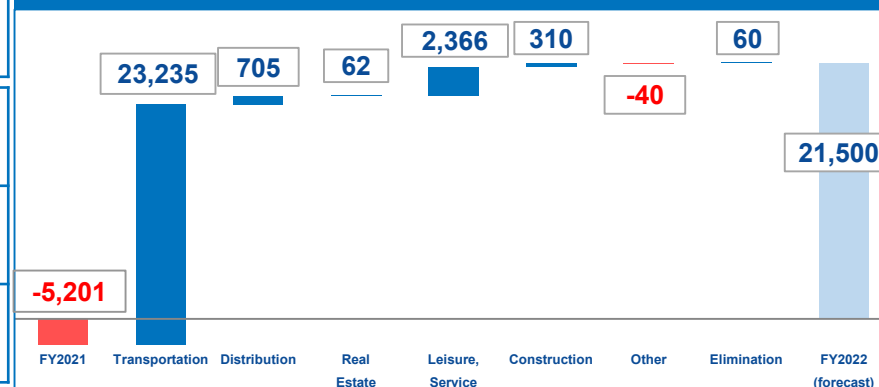 2,366
310
60
23,235
705
62
-40
21,500
-5,201
FY2021
Transportation
Distribution
Real
Estate
Leisure,
Service
Construction
Other
Elimination
FY2022
(forecast)